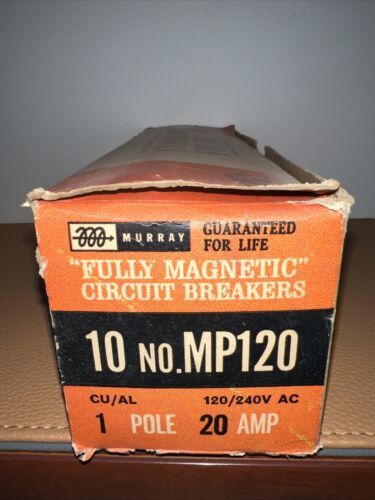 MURRAY
GUARANTEED
FOR LIFE
"FULLY MAGNETIC"
CIRCUIT BREAKERS
10 NO.MP120
CU/AL 120/240V AC
1 POLE 20 AMP